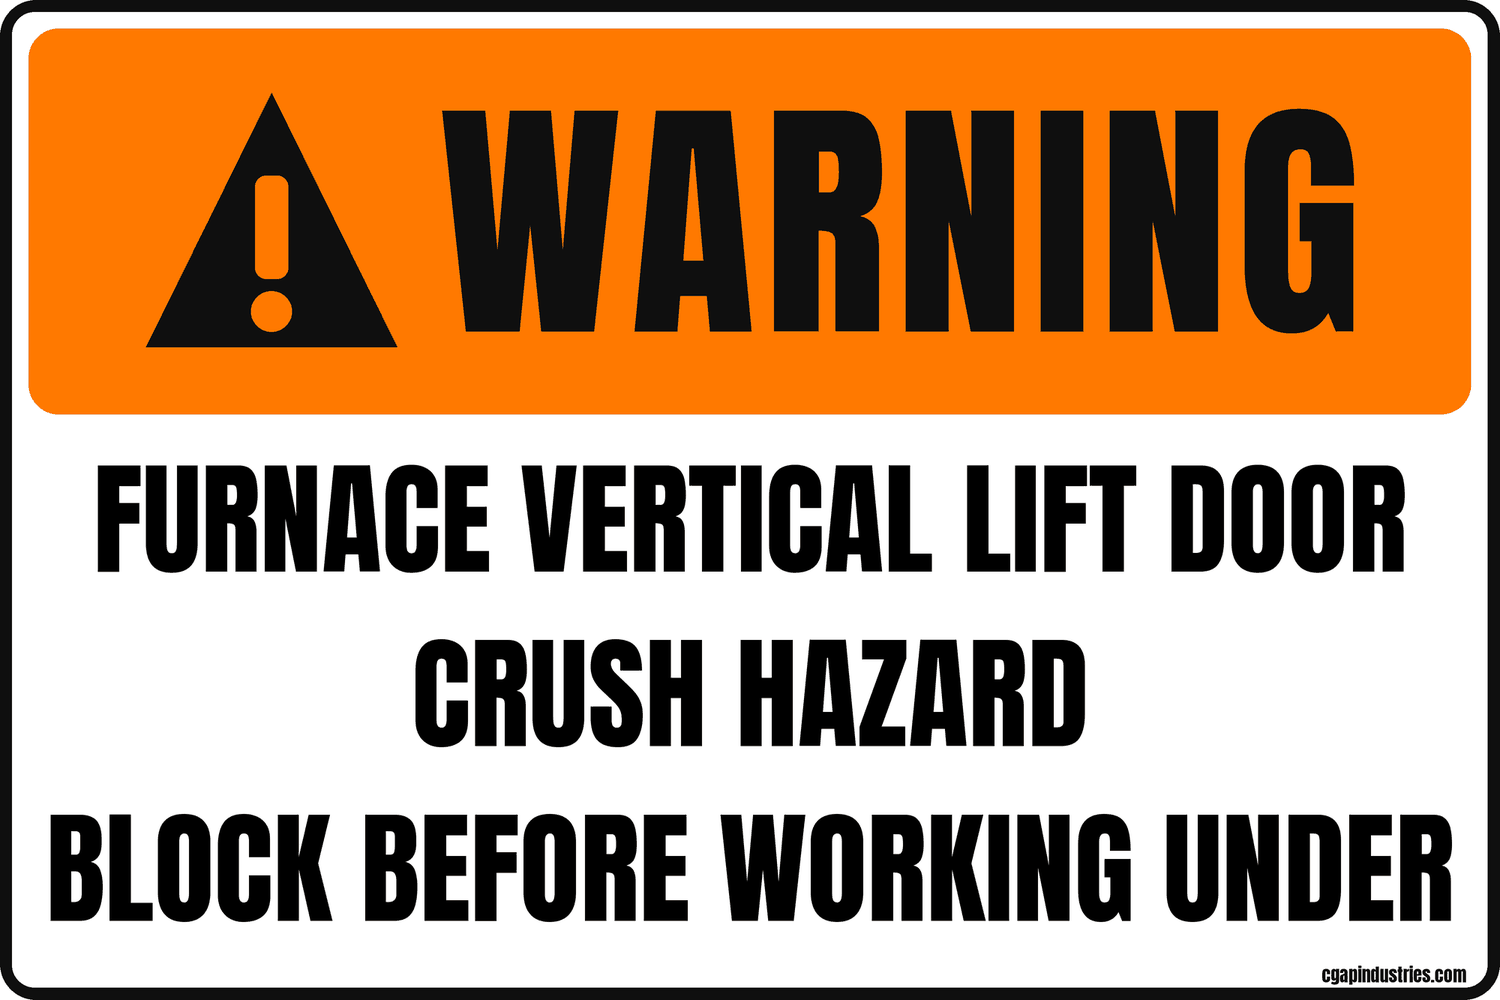 WARNING
FURNACE VERTICAL LIFT DOOR
CRUSH HAZARD
BLOCK BEFORE WORKING UNDER
cgapindustries.com